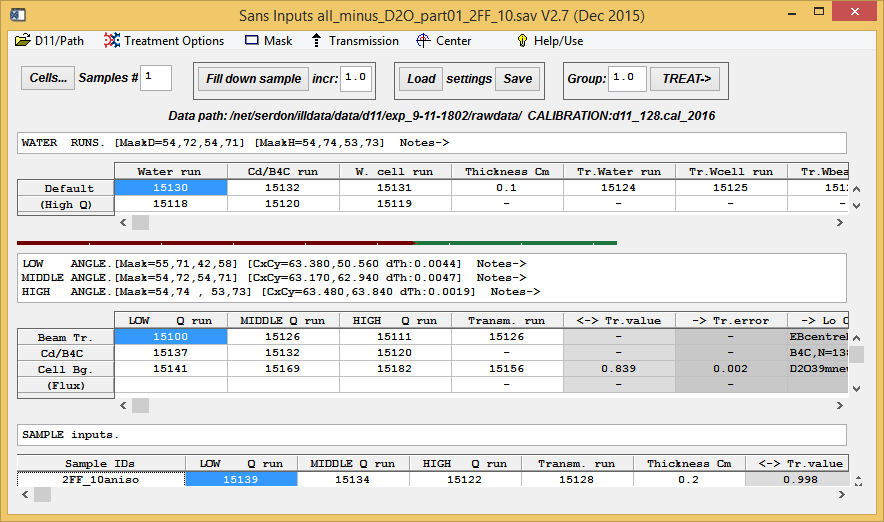 Sans Inputs all_minus_D2O_part01_2FF_10.sav V2.7 (Dec 2015)
D11/Path Treatment Options Mask Transmission Center Help/Use
Cells... Samples # 1 Fill down sample incr: 1.0 Load settings Save Group: 1.0 TREAT->
Data path: /net/serdon/illdata/data/d11/exp_9-11-1802/rawdata/ CALIBRATION:d11_128.cal_2016
WATER RUNS. [MaskD=54,72,54,71] [MaskH=54,74,53,73] Notes->
Water run Cd/B4C run W. cell run Thickness Cm Tr.Water run Tr.Wcell run Tr.Wbea
Default 15130 15132 15131 0.1 15124 15125 1512
(High Q) 15118 15120 15119 - - - -
LOW ANGLE.[Mask=55,71,42,58] [CxCy=63.380,50.560 dTh:0.0044] Notes->
MIDDLE ANGLE.[Mask=54,72,54,71] [CxCy=63.170,62.940 dTh:0.0047] Notes->
HIGH ANGLE.[Mask=54,74 , 53,73] [CxCy=63.480,63.840 dTh:0.0019] Notes->
LOW Q run MIDDLE Q run HIGH Q run Transm. run <-> Tr.value -> Tr.error -> Lo C
Beam Tr. 15100 15126 15111 15126 - - EBcentre
Cd/B4C 15137 15132 15120 - - B4C,N=13
Cell Bg. 15141 15169 15182 15156 0.839 0.002 D2O39mne
(Flux)
SAMPLE inputs.
Sample IDs LOW Q run MIDDLE Q run HIGH Q run Transm. run Thickness Cm <-> Tr.value
2FF_10aniso 15139 15134 15122 15128 0.2 0.998